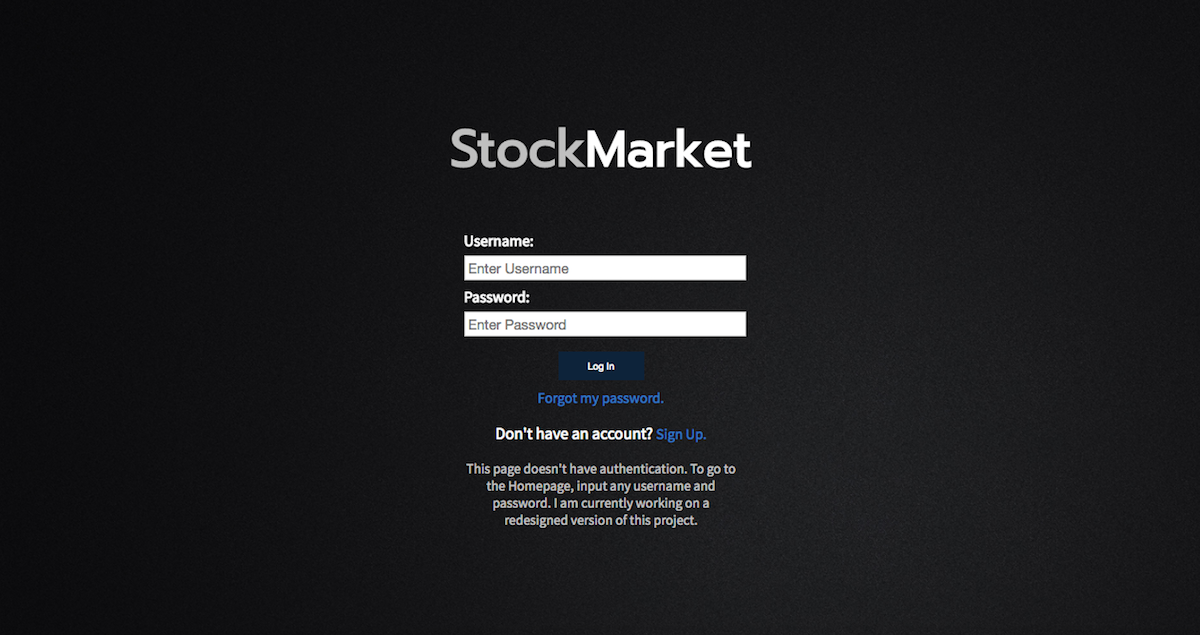 StockMarket
Username:
Enter Username
Password:
Enter Password
Log In
Forgot my password.
Don't have an account? Sign Up.
This page doesn't have authentication. To go to
the Homepage, input any username and
password. I am currently working on a
redesigned version of this project.